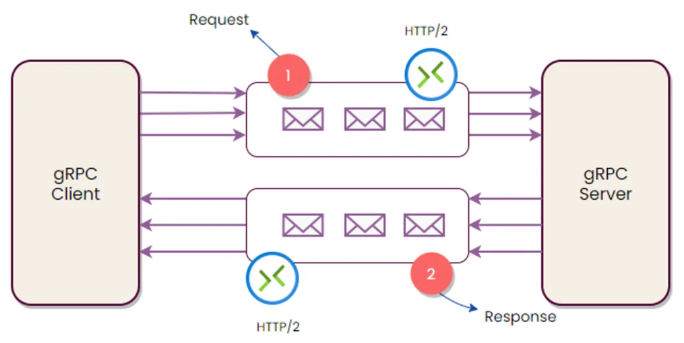 Request
HTTP/2
1
gRPC
Client
gRPC
Server
2
HTTP/2
Response